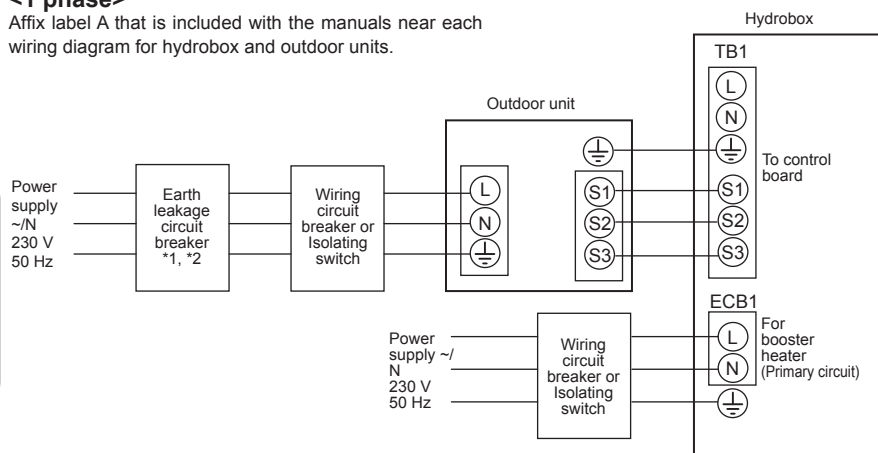 <1 phase>
Affix label A that is included with the manuals near each
wiring diagram for hydrobox and outdoor units.
Hydrobox
TB1
L
N
To control
board
S1
S2
S3
Outdoor unit
L
N
S1
S2
S3
Power
supply
~/N
230 V
50 Hz
Earth
leakage
circuit
breaker
*1, *2
Wiring
circuit
breaker or
Isolating
switch
ECB1
L
N
For
booster
heater
(Primary circuit)
Power
supply ~/
N
230 V
50 Hz
Wiring
circuit
breaker or
Isolating
switch